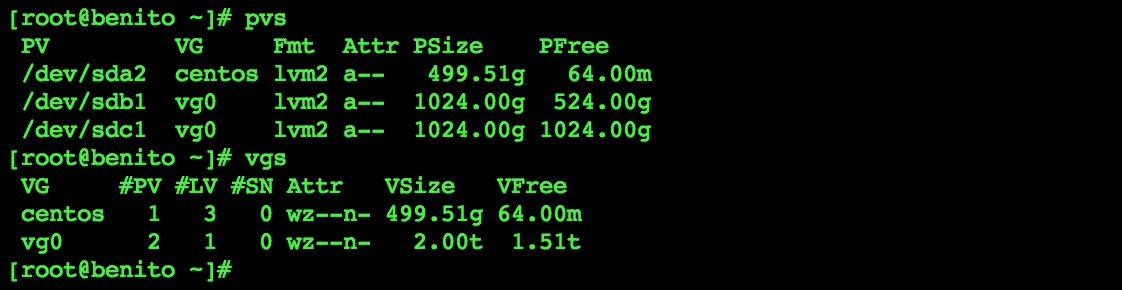 [root@benito ~]# pvs
PV VG Fmt Attr PSize PFree
/dev/sda2 centos lvm2 a-- 499.51g 64.00m
/dev/sdb1 vg0 lvm2 a-- 1024.00g 524.00g
/dev/sdc1 vg0 lvm2 a-- 1024.00g 1024.00g
[root@benito ~]# vgs
VG #PV #LV #SN Attr VSize VFree
centos 1 3 0 wz--n- 499.51g 64.00m
vg0 2 1 0 wz--n- 2.00t 1.51t
[root@benito ~]#